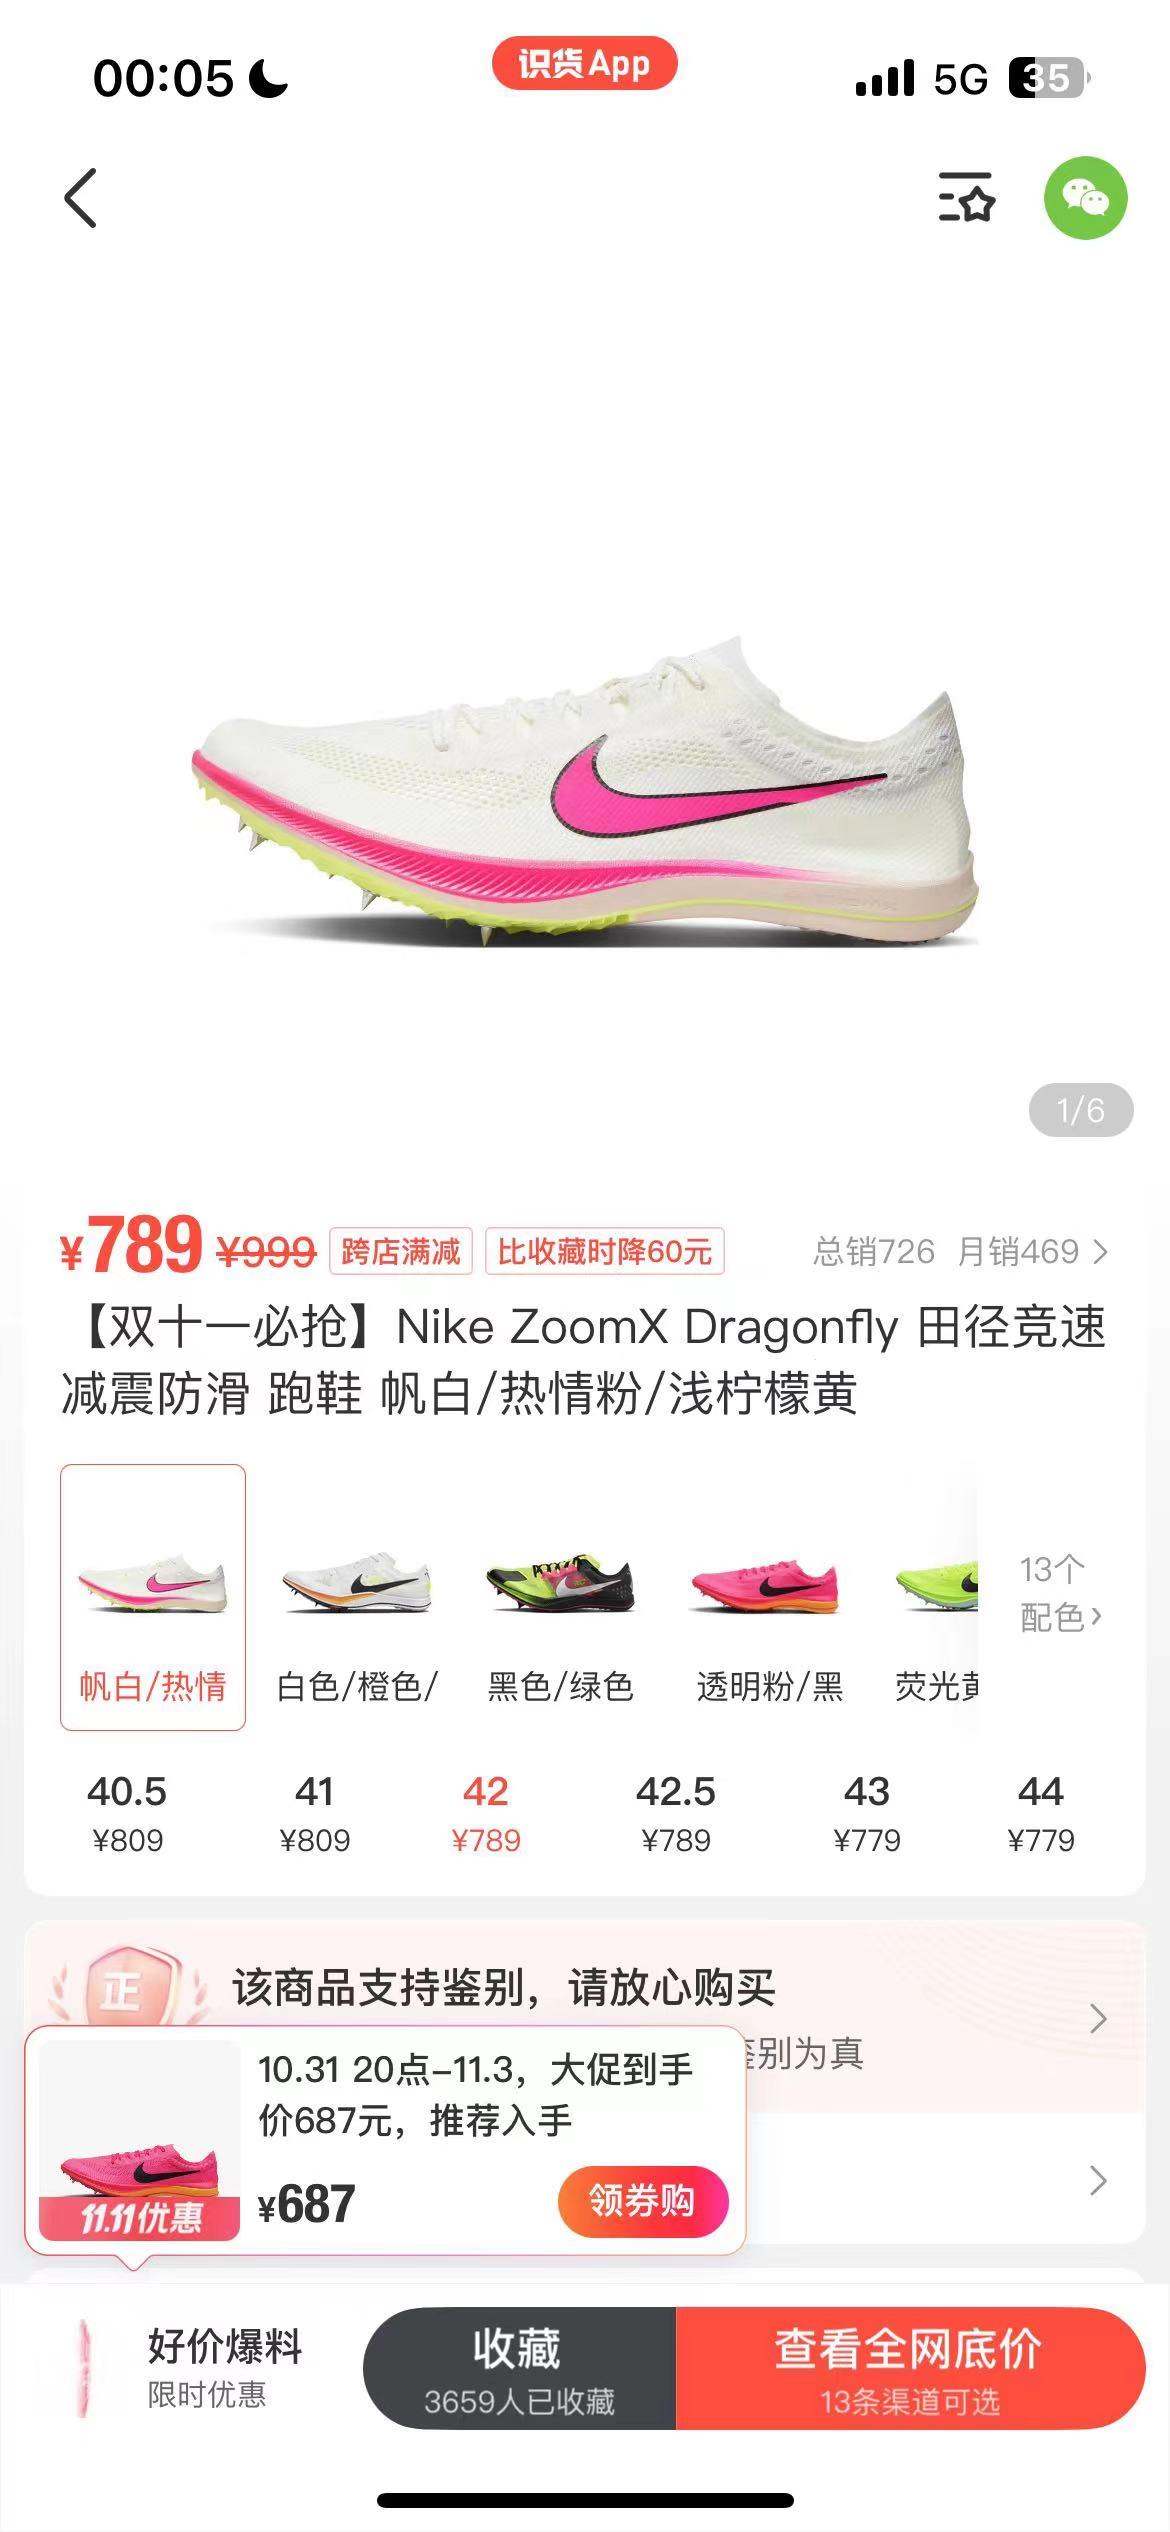 00:05
识货App
5G
35
1/6
¥789 ¥999 跨店满减 比收藏时降60元 总销726 月销469
【双十一必抢】Nike ZoomX Dragonfly 田径竞速
减震防滑 跑鞋 帆白/热情粉/浅柠檬黄
13个
配色
帆白/热情
白色/橙色/
黑色/绿色
透明粉/黑
荧光黄
40.5 41 42 42.5 43 44
¥809 ¥809 ¥789 ¥789 ¥779 ¥779
正
该商品支持鉴别，请放心购买
鉴别为真
10.31 20点-11.3，大促到手
价687元，推荐入手
11.11优惠
¥687
领券购
好价爆料
限时优惠
收藏
3659人已收藏
查看全网底价
13条渠道可选